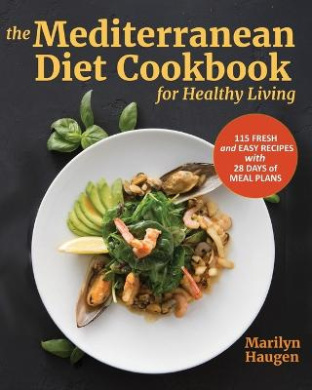 the Mediterranean
Diet Cookbook
for Healthy Living
115 FRESH
and EASY RECIPES
with
28 DAYS of
MEAL PLANS
Marilyn
Haugen